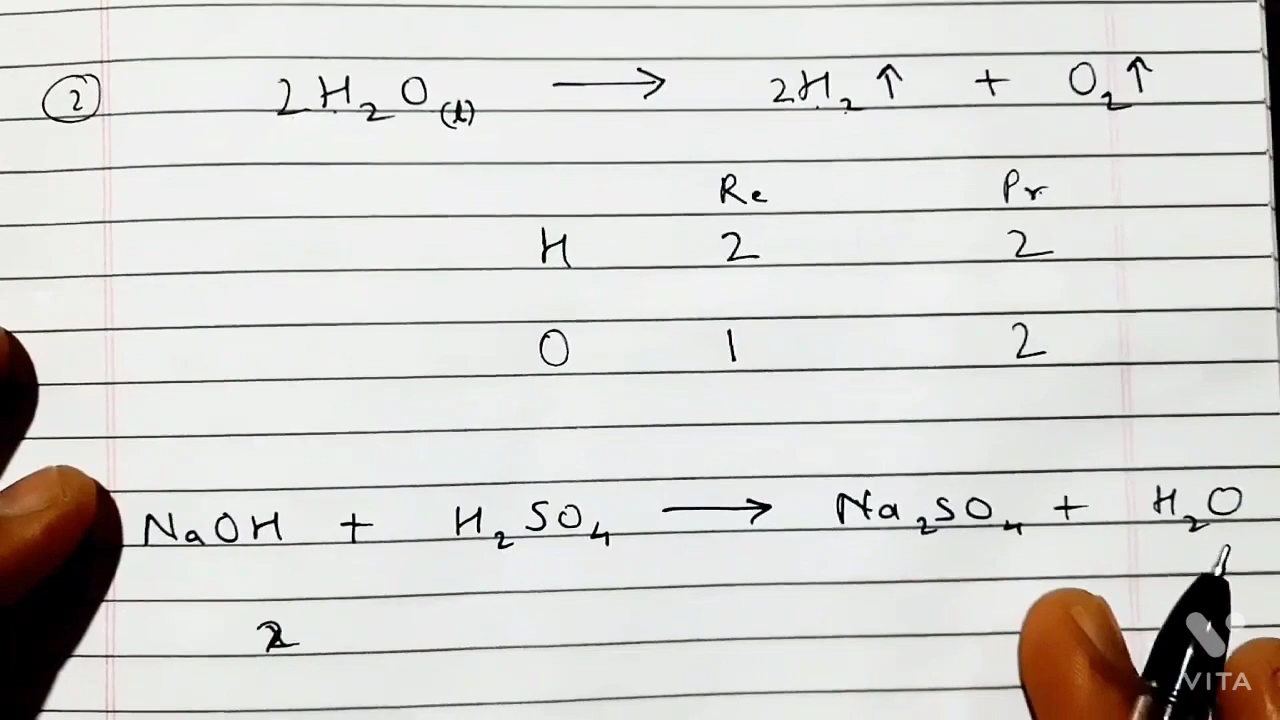 ② 2H₂O(l) → 2H₂↑ + O₂↑
Re Pr
H 2 2
O 1 2
NaOH + H₂SO₄ → Na₂SO₄ + H₂O
2
VITA